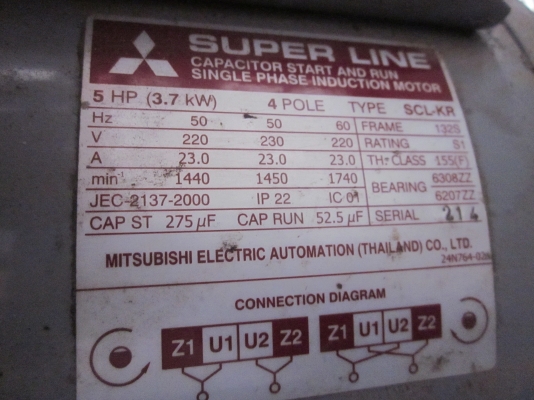 SUPER LINE
CAPACITOR START AND RUN
SINGLE PHASE INDUCTION MOTOR
5 HP (3.7 kW) 4 POLE TYPE SCL-KR
Hz 50 50 60 FRAME 132S
V 220 230 220 RATING S1
A 23.0 23.0 23.0 TH. CLASS 155(F)
min⁻¹ 1440 1450 1740 BEARING 6308ZZ
JEC-2137-2000 IP 22 IC 01 6207ZZ
CAP ST 275 µF CAP RUN 52.5 µF SERIAL 214
MITSUBISHI ELECTRIC AUTOMATION (THAILAND) CO., LTD.
CONNECTION DIAGRAM
Z1 U1 U2 Z2 Z1 U1 U2 Z2